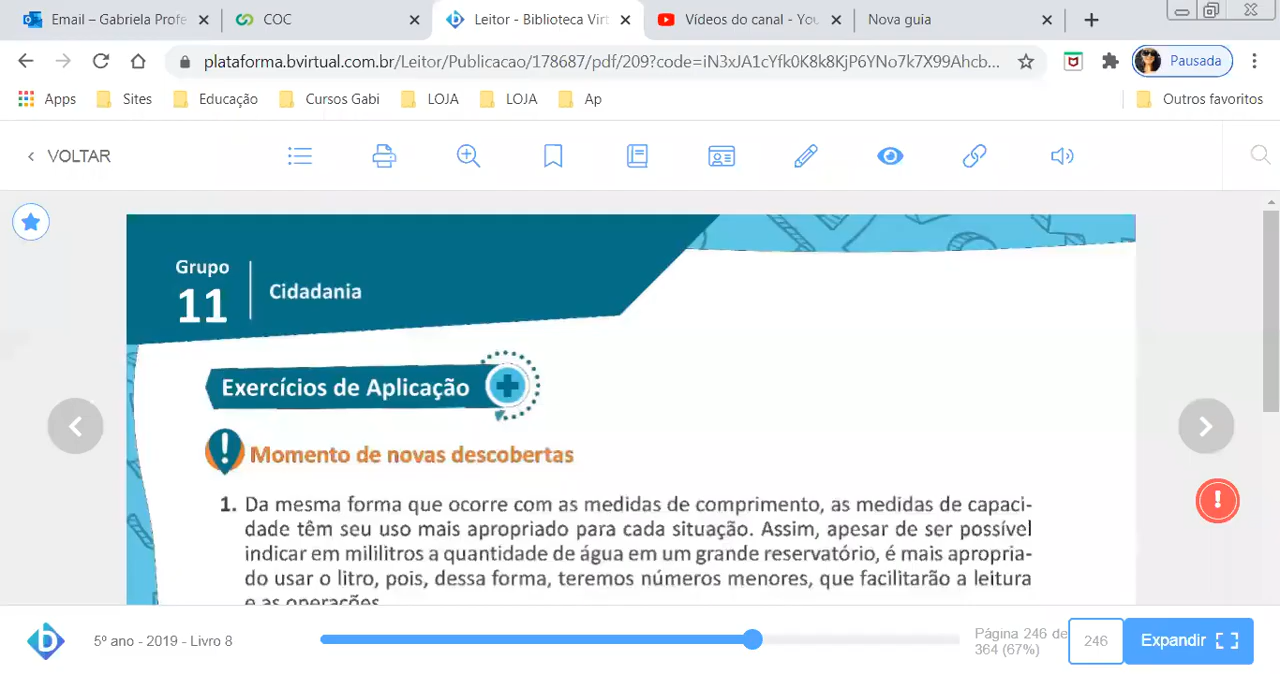 Email – Gabriela Profe
COC
Leitor - Biblioteca Virt
Vídeos do canal - You
Nova guia
plataforma.bvirtual.com.br/Leitor/Publicacao/178687/pdf/209?code=iN3xJA1cYfk0K8k8KjP6YNo7k7X99Ahcb...
Pausada
Apps
Sites
Educação
Cursos Gabi
LOJA
LOJA
Ap
Outros favoritos
VOLTAR
Grupo
11
Cidadania
Exercícios de Aplicação
Momento de novas descobertas
1. Da mesma forma que ocorre com as medidas de comprimento, as medidas de capaci-
dade têm seu uso mais apropriado para cada situação. Assim, apesar de ser possível
indicar em mililitros a quantidade de água em um grande reservatório, é mais apropria-
do usar o litro, pois, dessa forma, teremos números menores, que facilitarão a leitura
e as operações.
5º ano - 2019 - Livro 8
Página 246 de
364 (67%)
246
Expandir